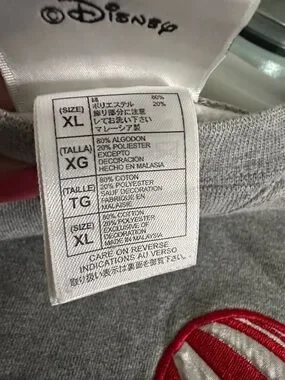 ©Disney
(SIZE)
XL
綿 80%
ポリエステル 20%
飾り部分に注意
してお洗い下さい
マレーシア製
(TALLA)
XG
80% ALGODON
20% POLIESTER
EXCEPTO
DECORACION
HECHO EN MALASIA
(TAILLE)
TG
80% COTON
20% POLYESTER
SAUF DECORATION
FABRIQUE EN
MALAISIE
(SIZE)
XL
80% COTTON
20% POLYESTER
EXCLUSIVE OF
DECORATION
MADE IN MALAYSIA
CARE ON REVERSE
INDICATIONS AU VERSO
取り扱い表示は裏面を御覧下さい。